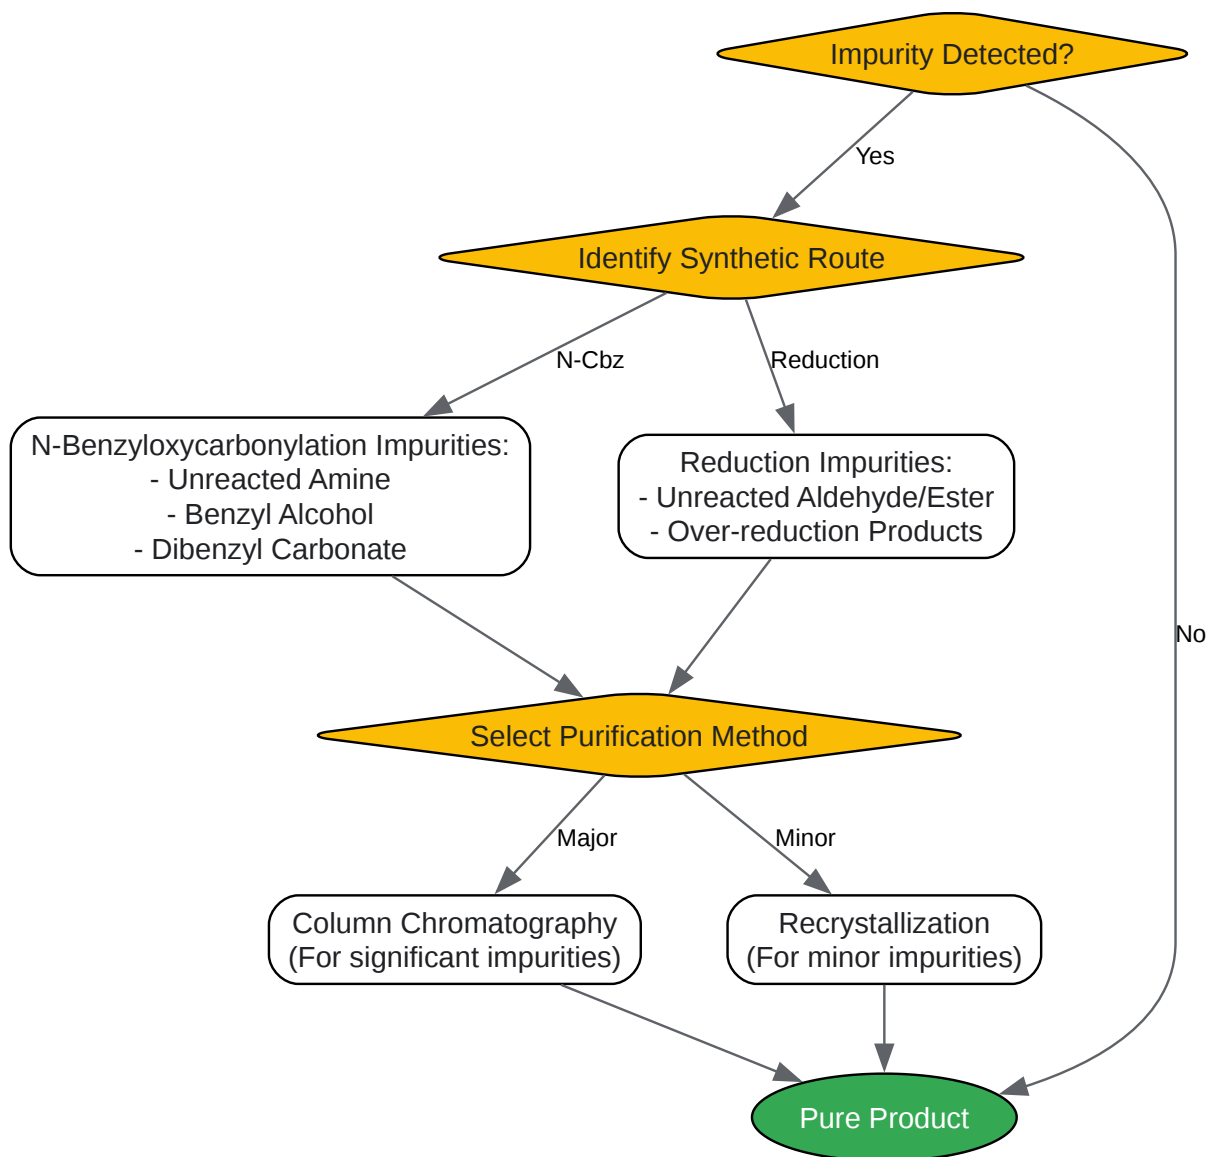 Impurity Detected?
Yes
Identify Synthetic Route
N-Cbz
Reduction
N-Benzyloxycarbonylation Impurities:
- Unreacted Amine
- Benzyl Alcohol
- Dibenzyl Carbonate
Reduction Impurities:
- Unreacted Aldehyde/Ester
- Over-reduction Products
No
Select Purification Method
Major
Minor
Column Chromatography
(For significant impurities)
Recrystallization
(For minor impurities)
Pure Product